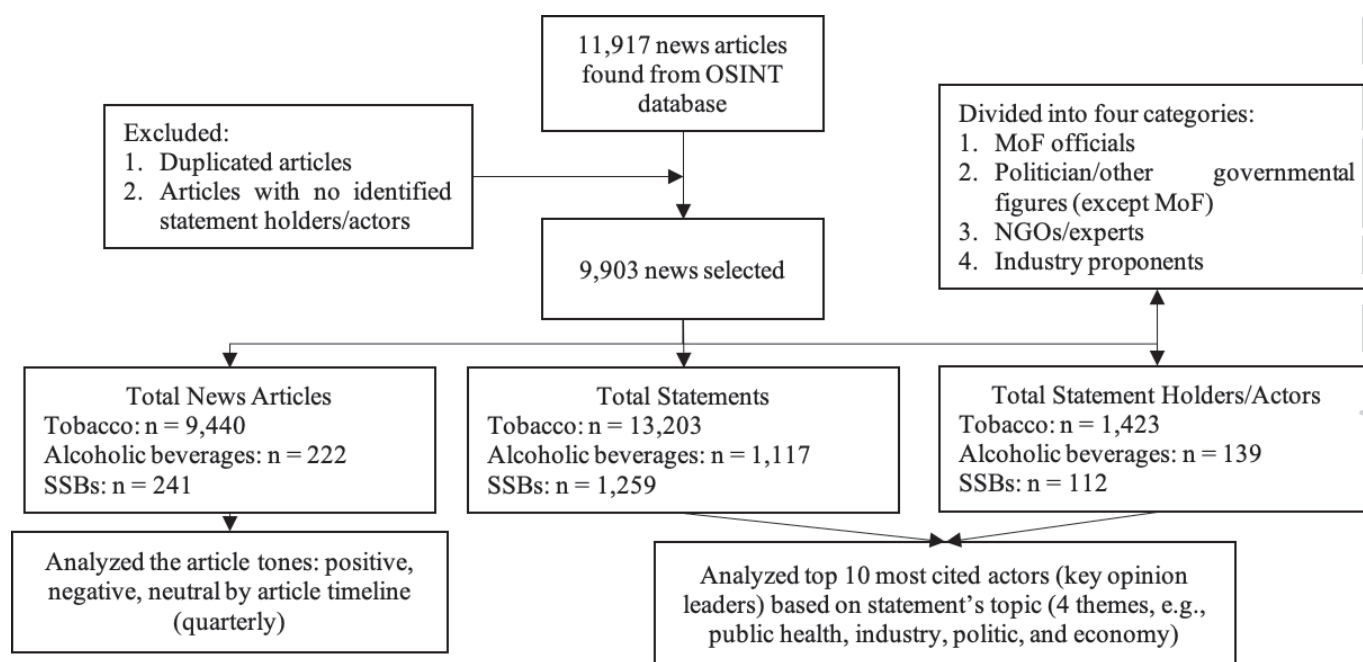 11,917 news articles
found from OSINT
database
Excluded:
1. Duplicated articles
2. Articles with no identified
statement holders/actors
Divided into four categories:
1. MoF officials
2. Politician/other governmental
figures (except MoF)
3. NGOs/experts
4. Industry proponents
9,903 news selected
Total News Articles
Tobacco: n = 9,440
Alcoholic beverages: n = 222
SSBs: n = 241
Total Statements
Tobacco: n = 13,203
Alcoholic beverages: n = 1,117
SSBs: n = 1,259
Total Statement Holders/Actors
Tobacco: n = 1,423
Alcoholic beverages: n = 139
SSBs: n = 112
Analyzed the article tones: positive,
negative, neutral by article timeline
(quarterly)
Analyzed top 10 most cited actors (key opinion
leaders) based on statement’s topic (4 themes, e.g.,
public health, industry, politic, and economy)